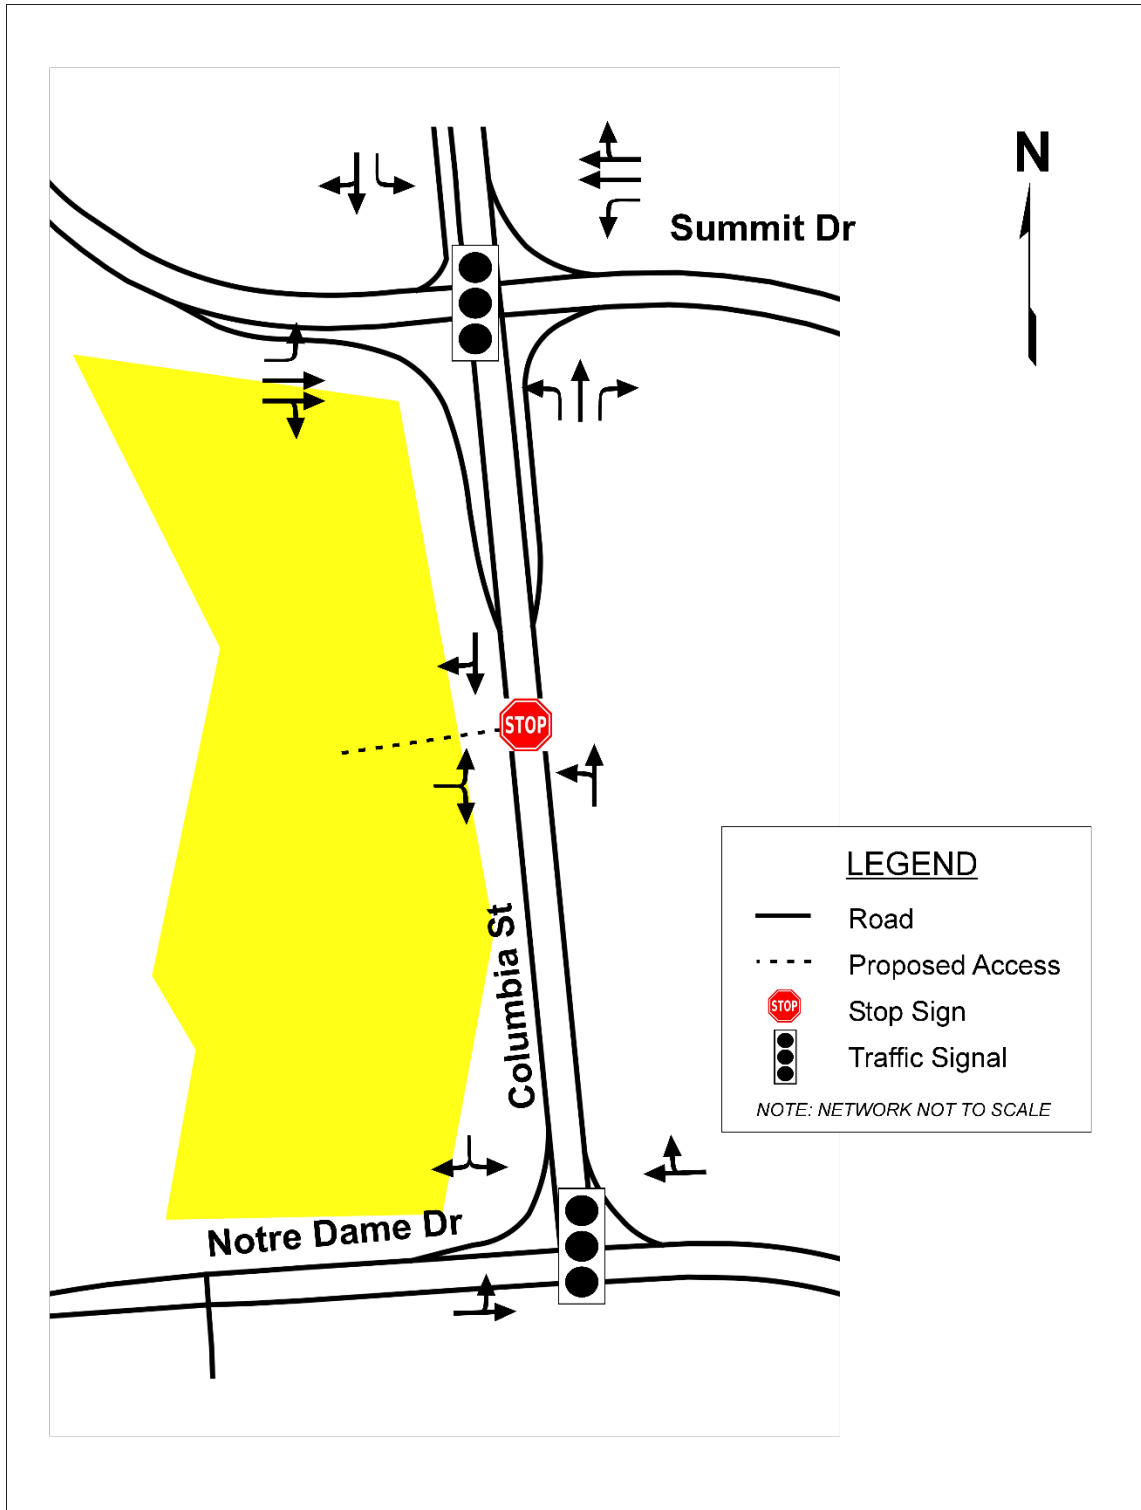 N
Summit Dr
STOP
Columbia St
LEGEND
Road
Proposed Access
STOP
Stop Sign
Traffic Signal
NOTE: NETWORK NOT TO SCALE
Notre Dame Dr